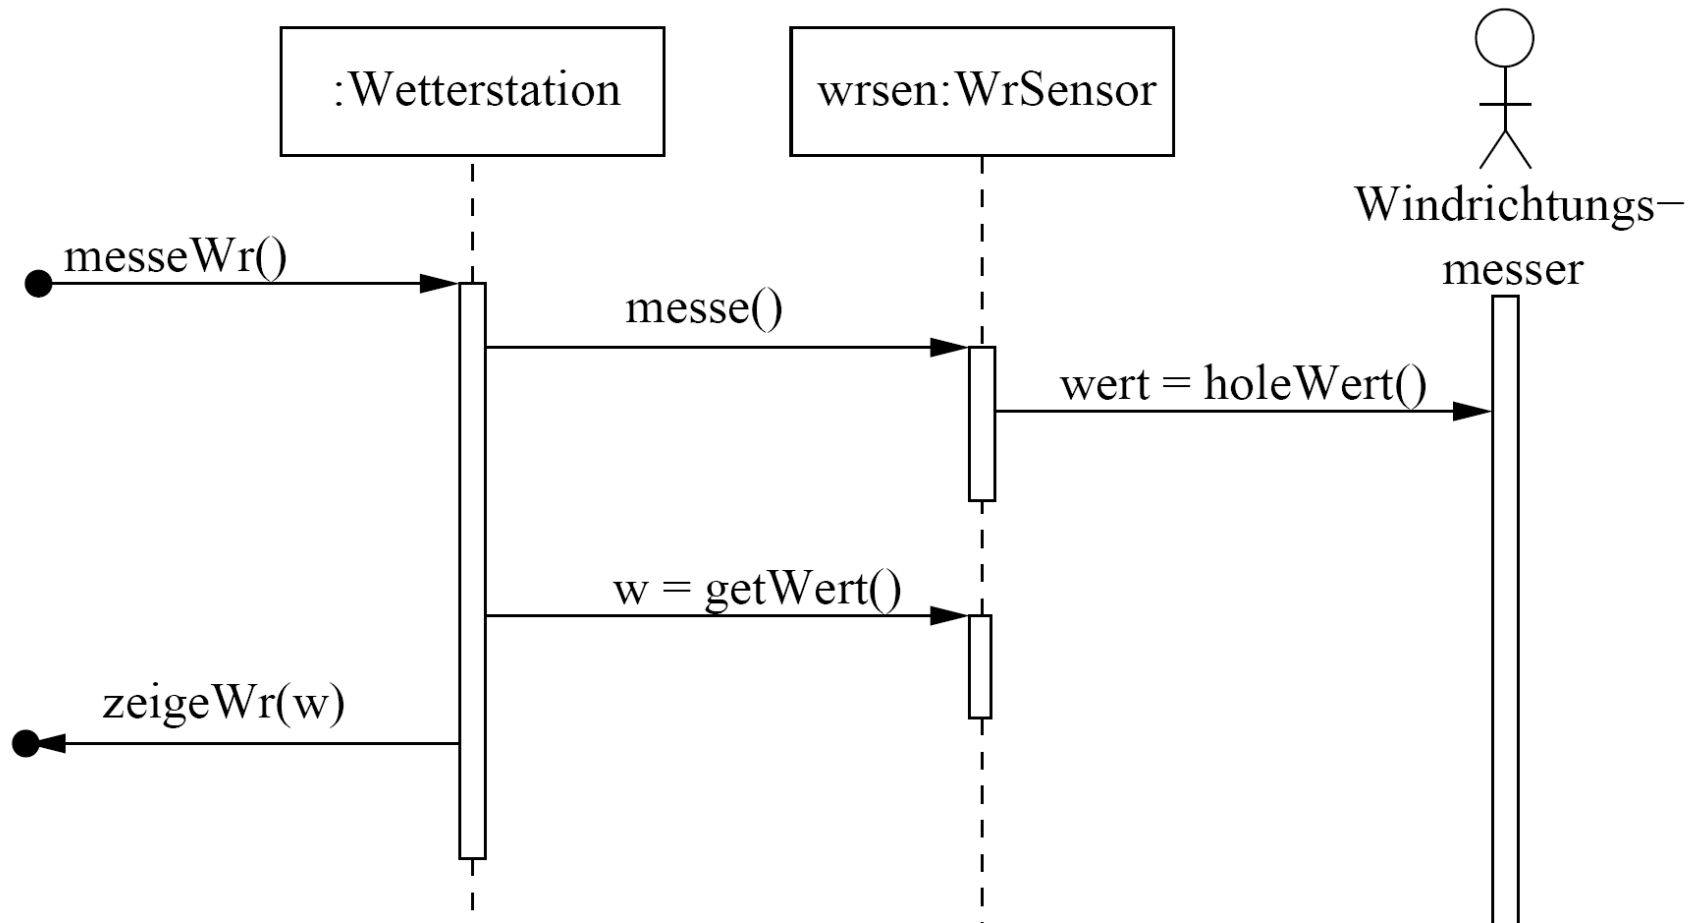 :Wetterstation
wrsen:WrSensor
Windrichtungs-
messer
messeWr()
messe()
wert = holeWert()
w = getWert()
zeigeWr(w)